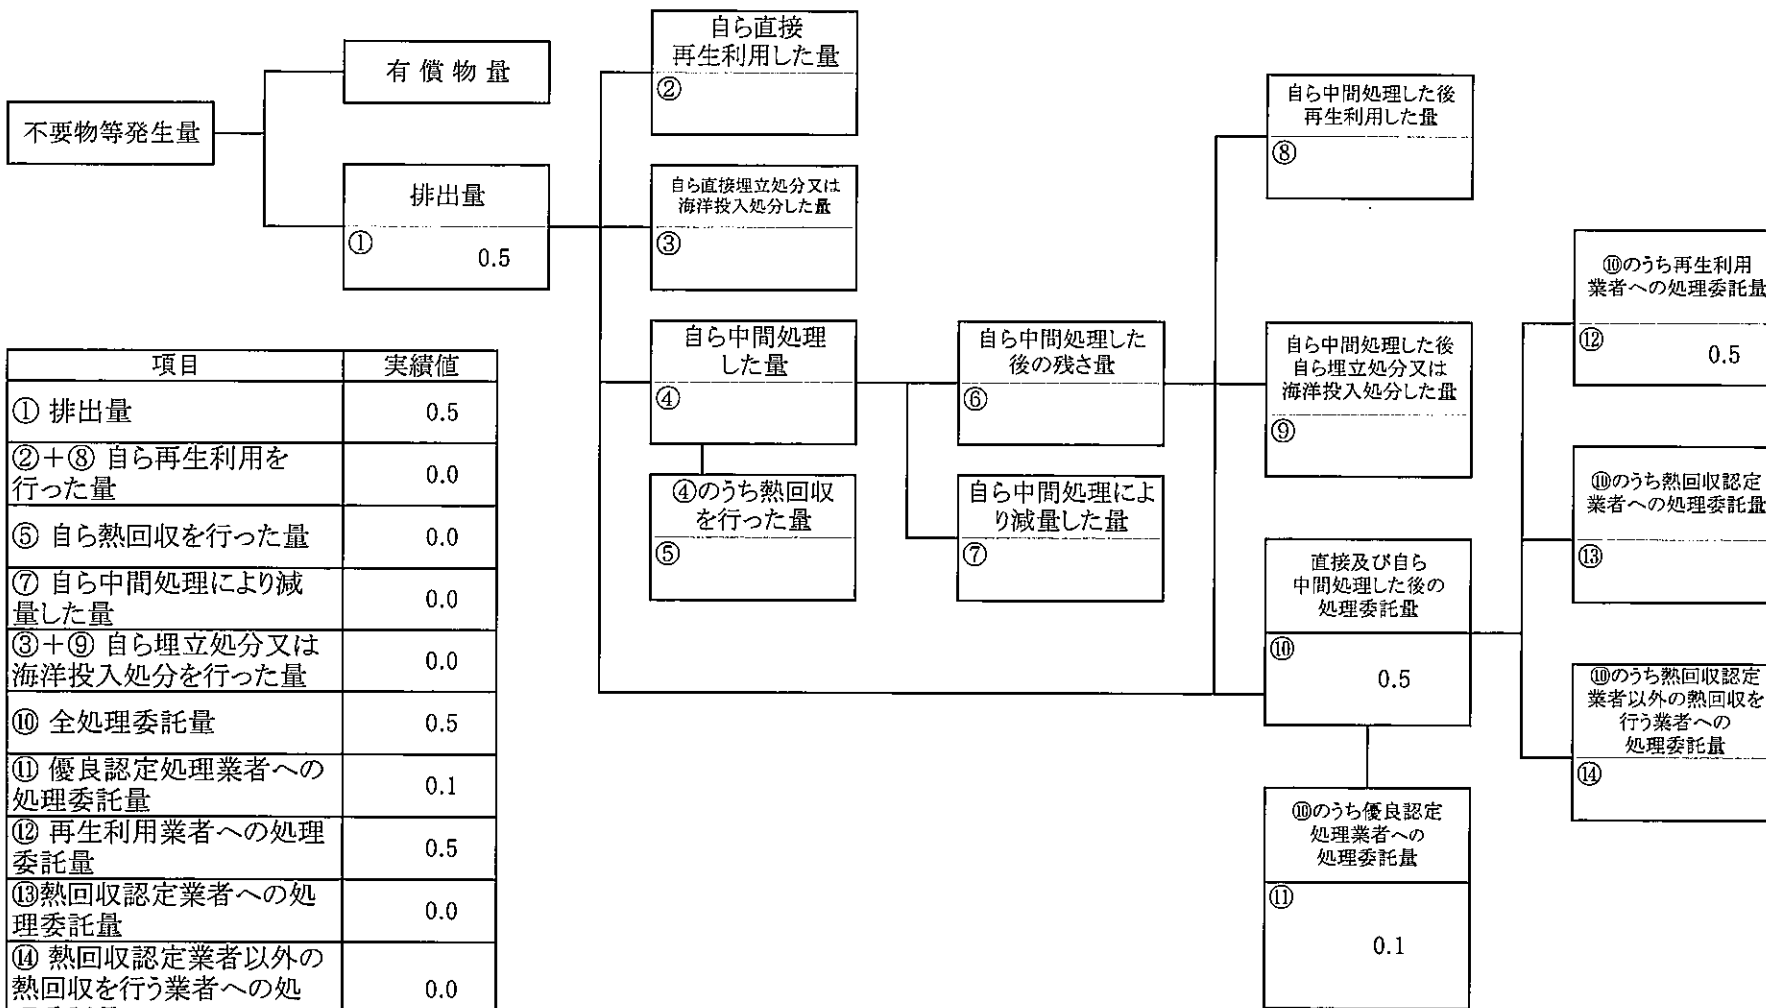 不要物等発生量
有償物量
排出量
①
0.5
自ら直接
再生利用した量
②
自ら直接埋立処分又は
海洋投入処分した量
③
自ら中間処理
した量
④
④のうち熱回収
を行った量
⑤
自ら中間処理した
後の残さ量
⑥
自ら中間処理によ
り減量した量
⑦
自ら中間処理した後
再生利用した量
⑧
自ら中間処理した後
自ら埋立処分又は
海洋投入処分した量
⑨
直接及び自ら
中間処理した後の
処理委託量
⑩
0.5
⑩のうち優良認定
処理業者への
処理委託量
⑪
0.1
⑩のうち再生利用
業者への処理委託量
⑫
0.5
⑩のうち熱回収認定
業者への処理委託量
⑬
⑩のうち熱回収認定
業者以外の熱回収を
行う業者への
処理委託量
⑭
項目 実績値
① 排出量 0.5
②+⑧ 自ら再生利用を
行った量 0.0
⑤ 自ら熱回収を行った量 0.0
⑦ 自ら中間処理により減
量した量 0.0
③+⑨ 自ら埋立処分又は
海洋投入処分を行った量 0.0
⑩ 全処理委託量 0.5
⑪ 優良認定処理業者への
処理委託量 0.1
⑫ 再生利用業者への処理
委託量 0.5
⑬熱回収認定業者への処
理委託量 0.0
⑭ 熱回収認定業者以外の
熱回収を行う業者への処 0.0